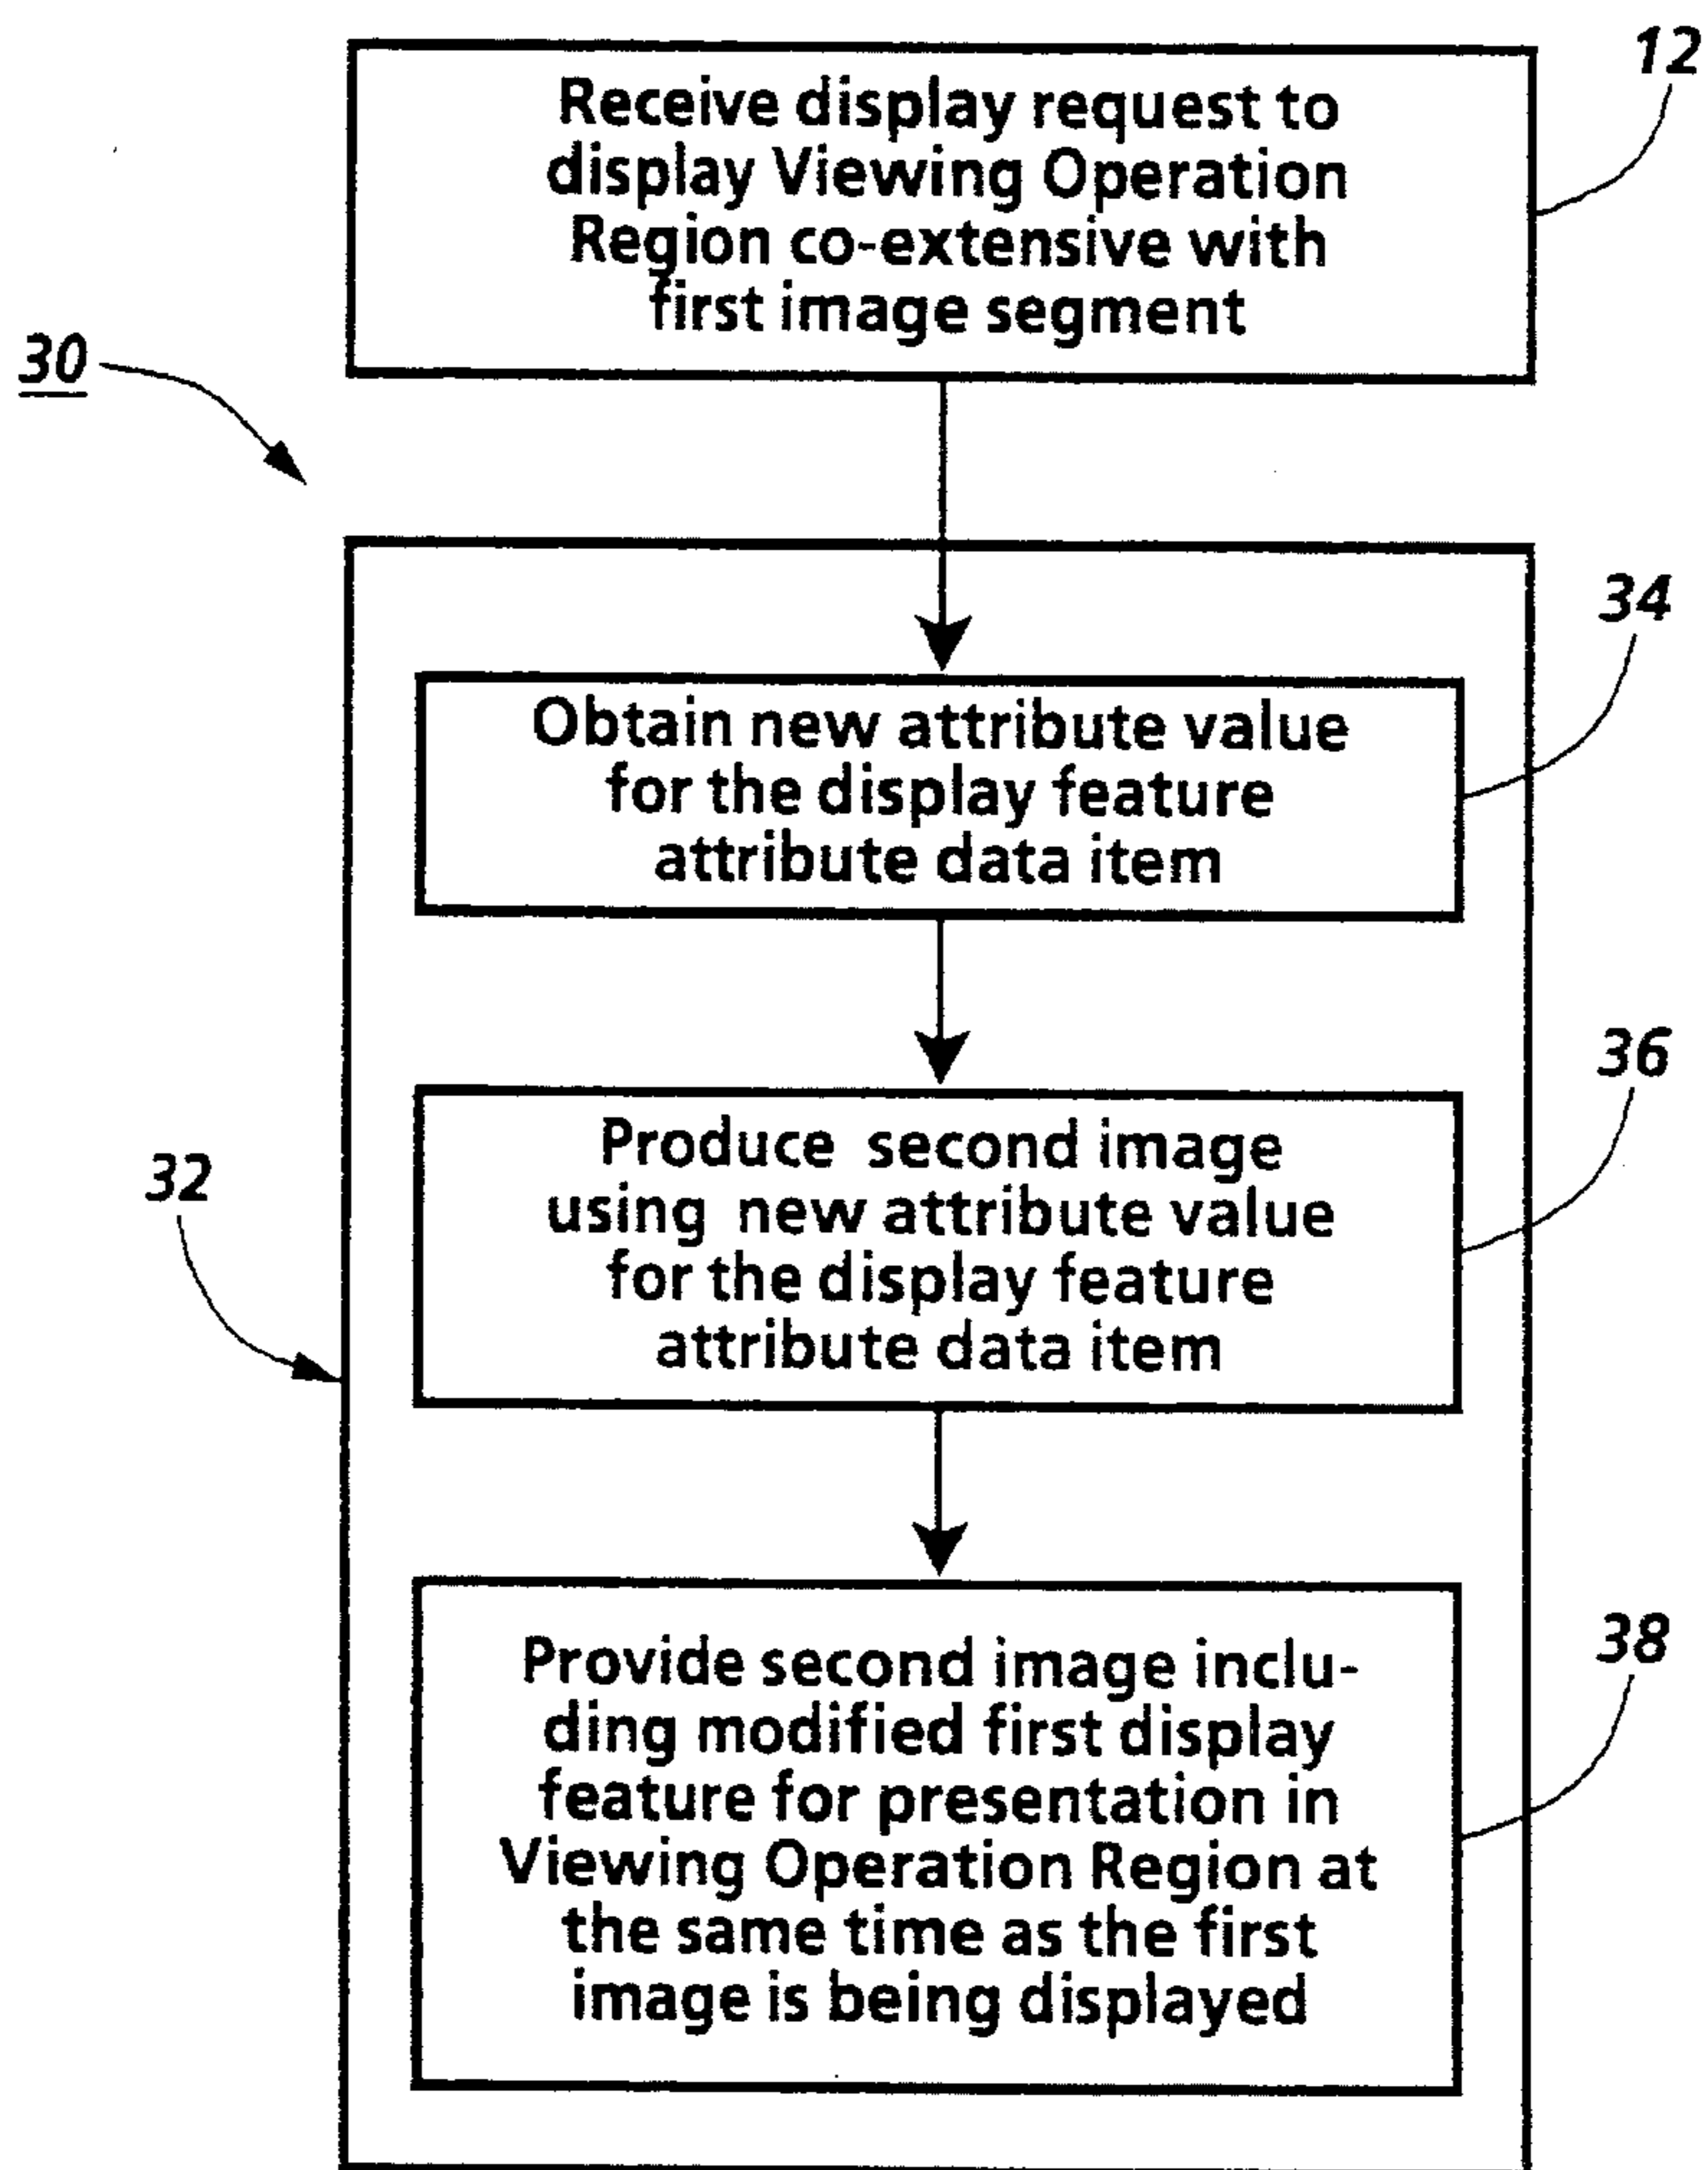 12
Receive display request to
display Viewing Operation
Region co-extensive with
first image segment
30
34
Obtain new attribute value
for the display feature
attribute data item
36
Produce second image
using new attribute value
for the display feature
attribute data item
32
38
Provide second image inclu-
ding modified first display
feature for presentation in
Viewing Operation Region at
the same time as the first
image is being displayed